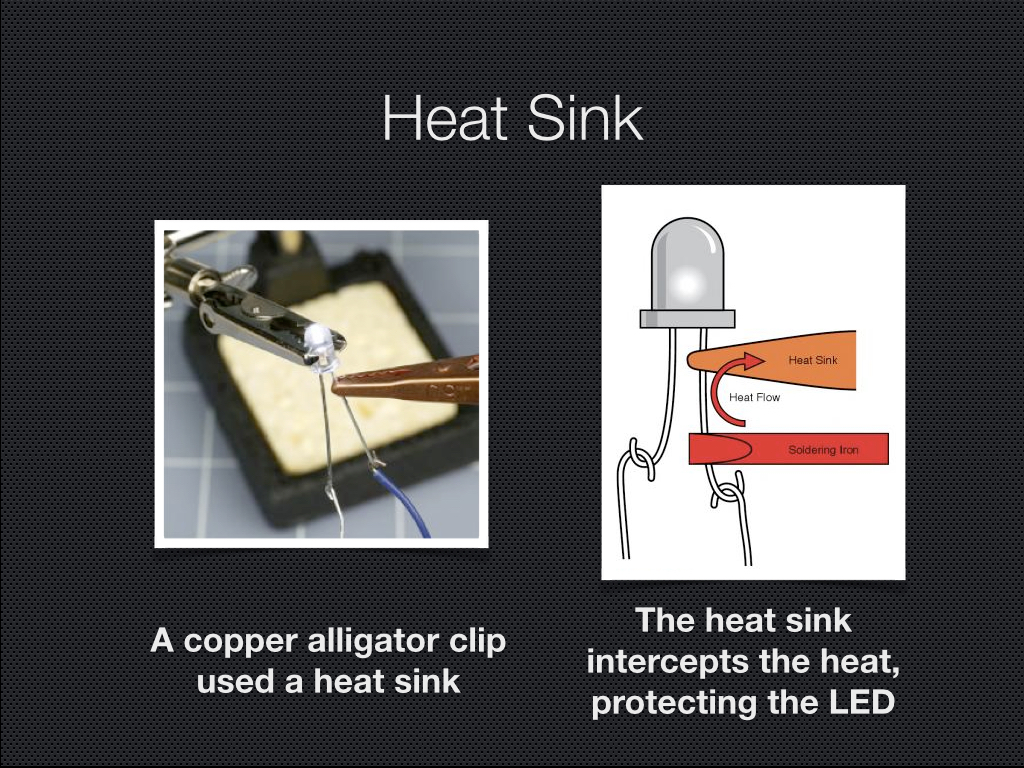 Heat Sink
Heat Sink
Heat Flow
Soldering Iron
A copper alligator clip
used a heat sink
The heat sink
intercepts the heat,
protecting the LED